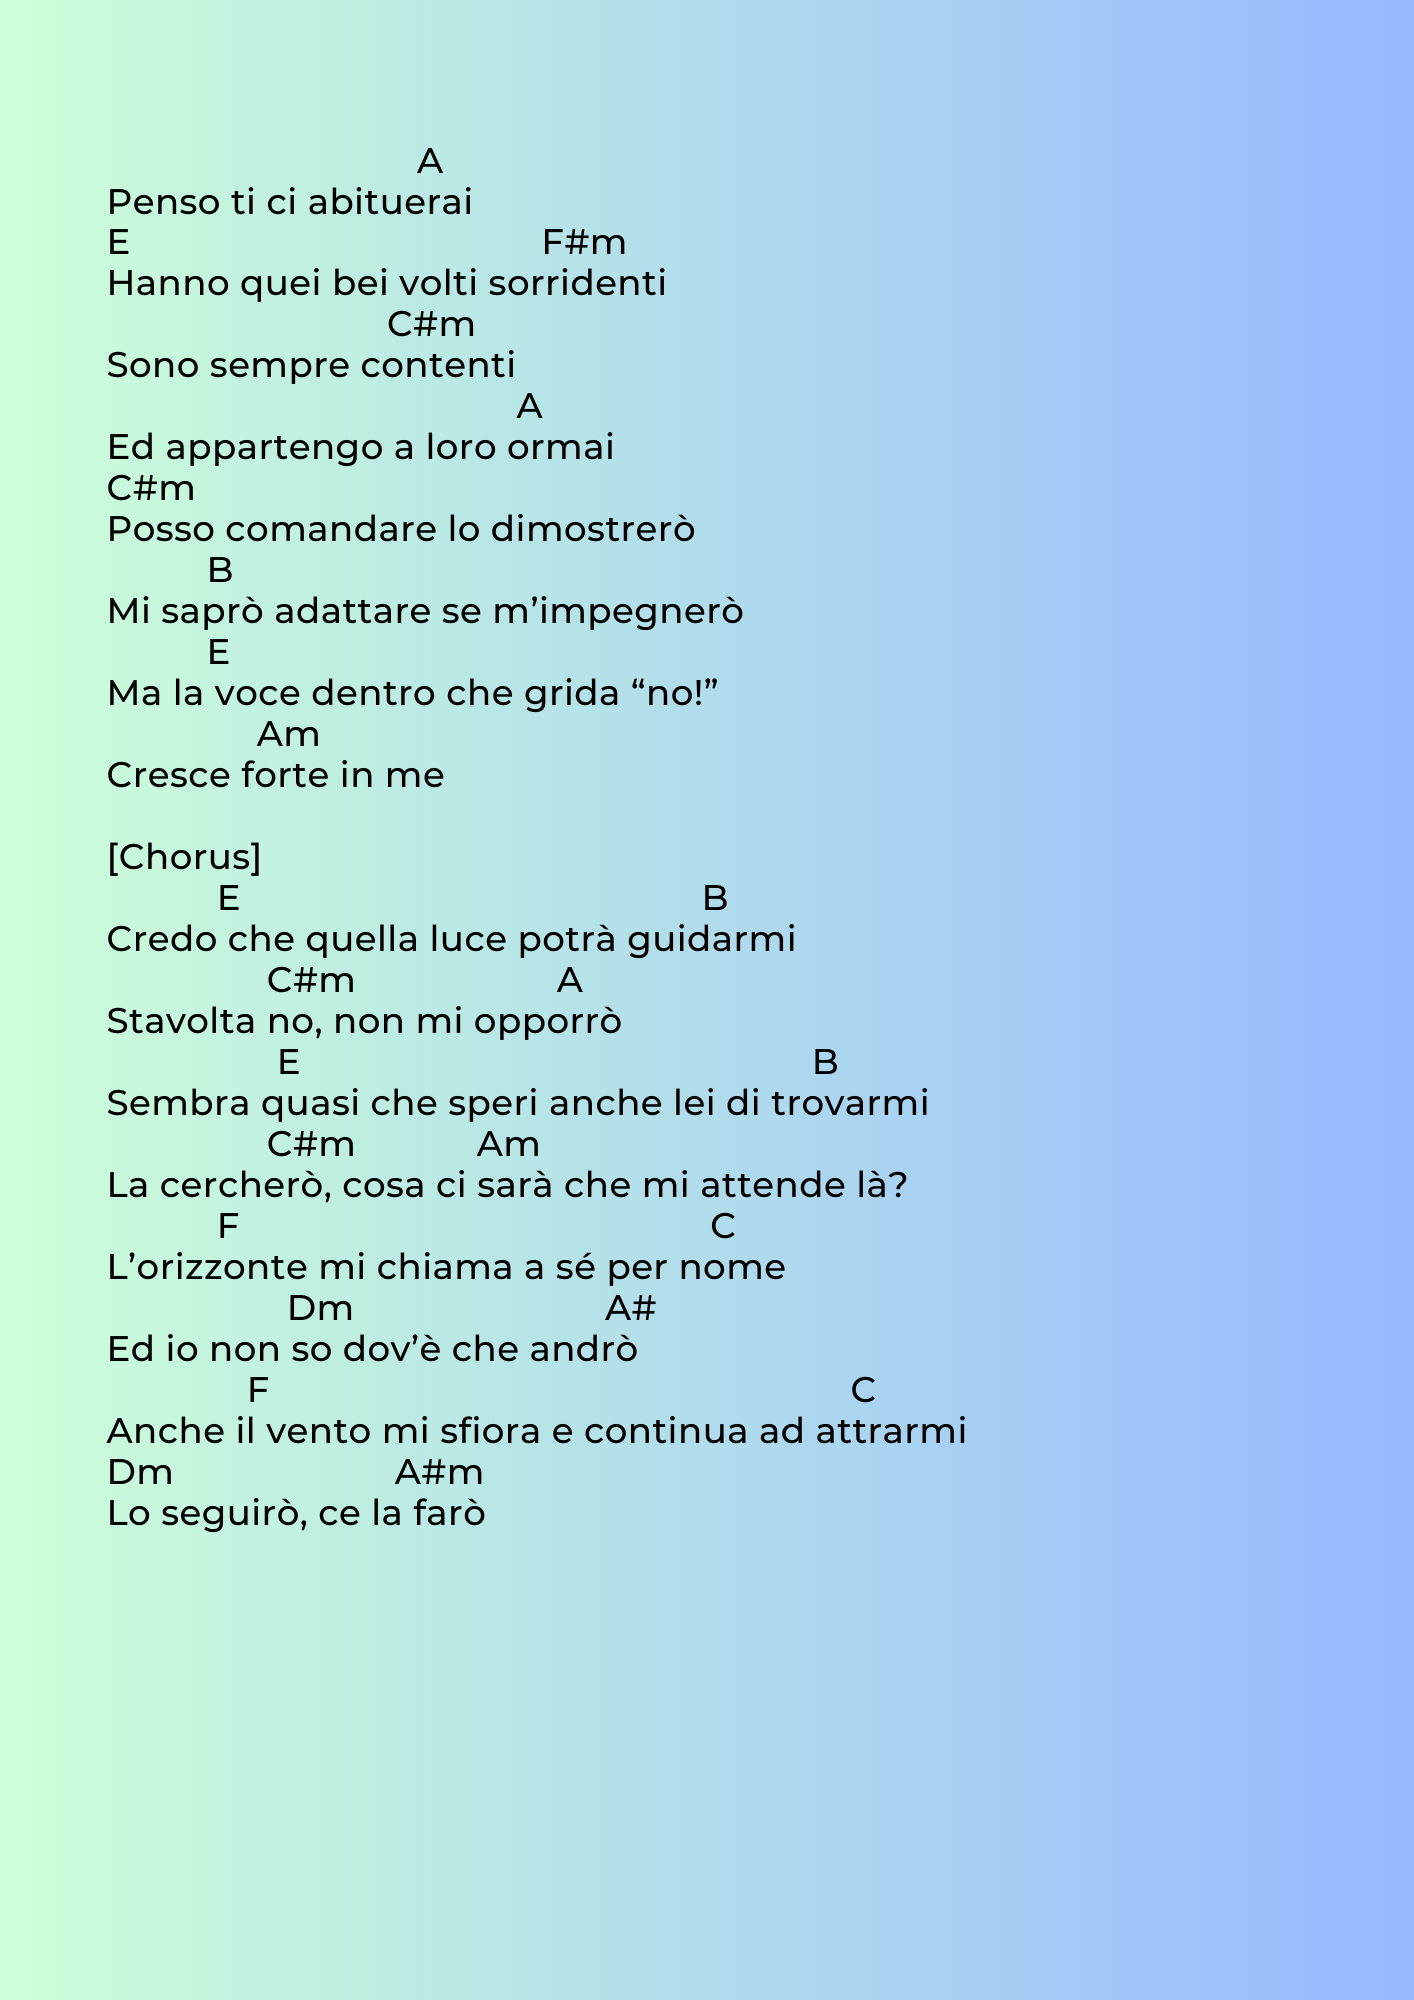 A
Penso ti ci abituerai
E F#m
Hanno quei bei volti sorridenti
C#m
Sono sempre contenti
A
Ed appartengo a loro ormai
C#m
Posso comandare lo dimostrerò
B
Mi saprò adattare se m’impegnerò
E
Ma la voce dentro che grida “no!”
Am
Cresce forte in me
[Chorus]
E B
Credo che quella luce potrà guidarmi
C#m A
Stavolta no, non mi opporrò
E B
Sembra quasi che speri anche lei di trovarmi
C#m Am
La cercherò, cosa ci sarà che mi attende là?
F C
L’orizzonte mi chiama a sé per nome
Dm A#
Ed io non so dov’è che andrò
F C
Anche il vento mi sfiora e continua ad attrarmi
Dm A#m
Lo seguirò, ce la farò